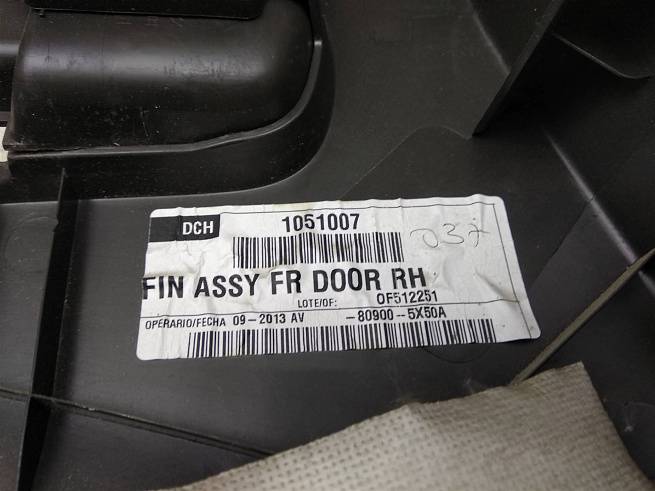 DCH 1051007
037
FIN ASSY FR DOOR RH
LOTE/OF: OF512251
OPERARIO/FECHA 09-2013 AV -80900-5X50A